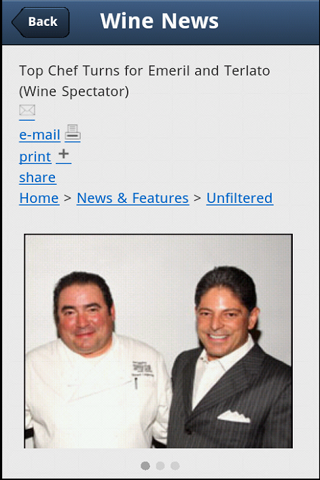 Back
Wine News
Top Chef Turns for Emeril and Terlato
(Wine Spectator)
e-mail
print
share
Home > News & Features > Unfiltered